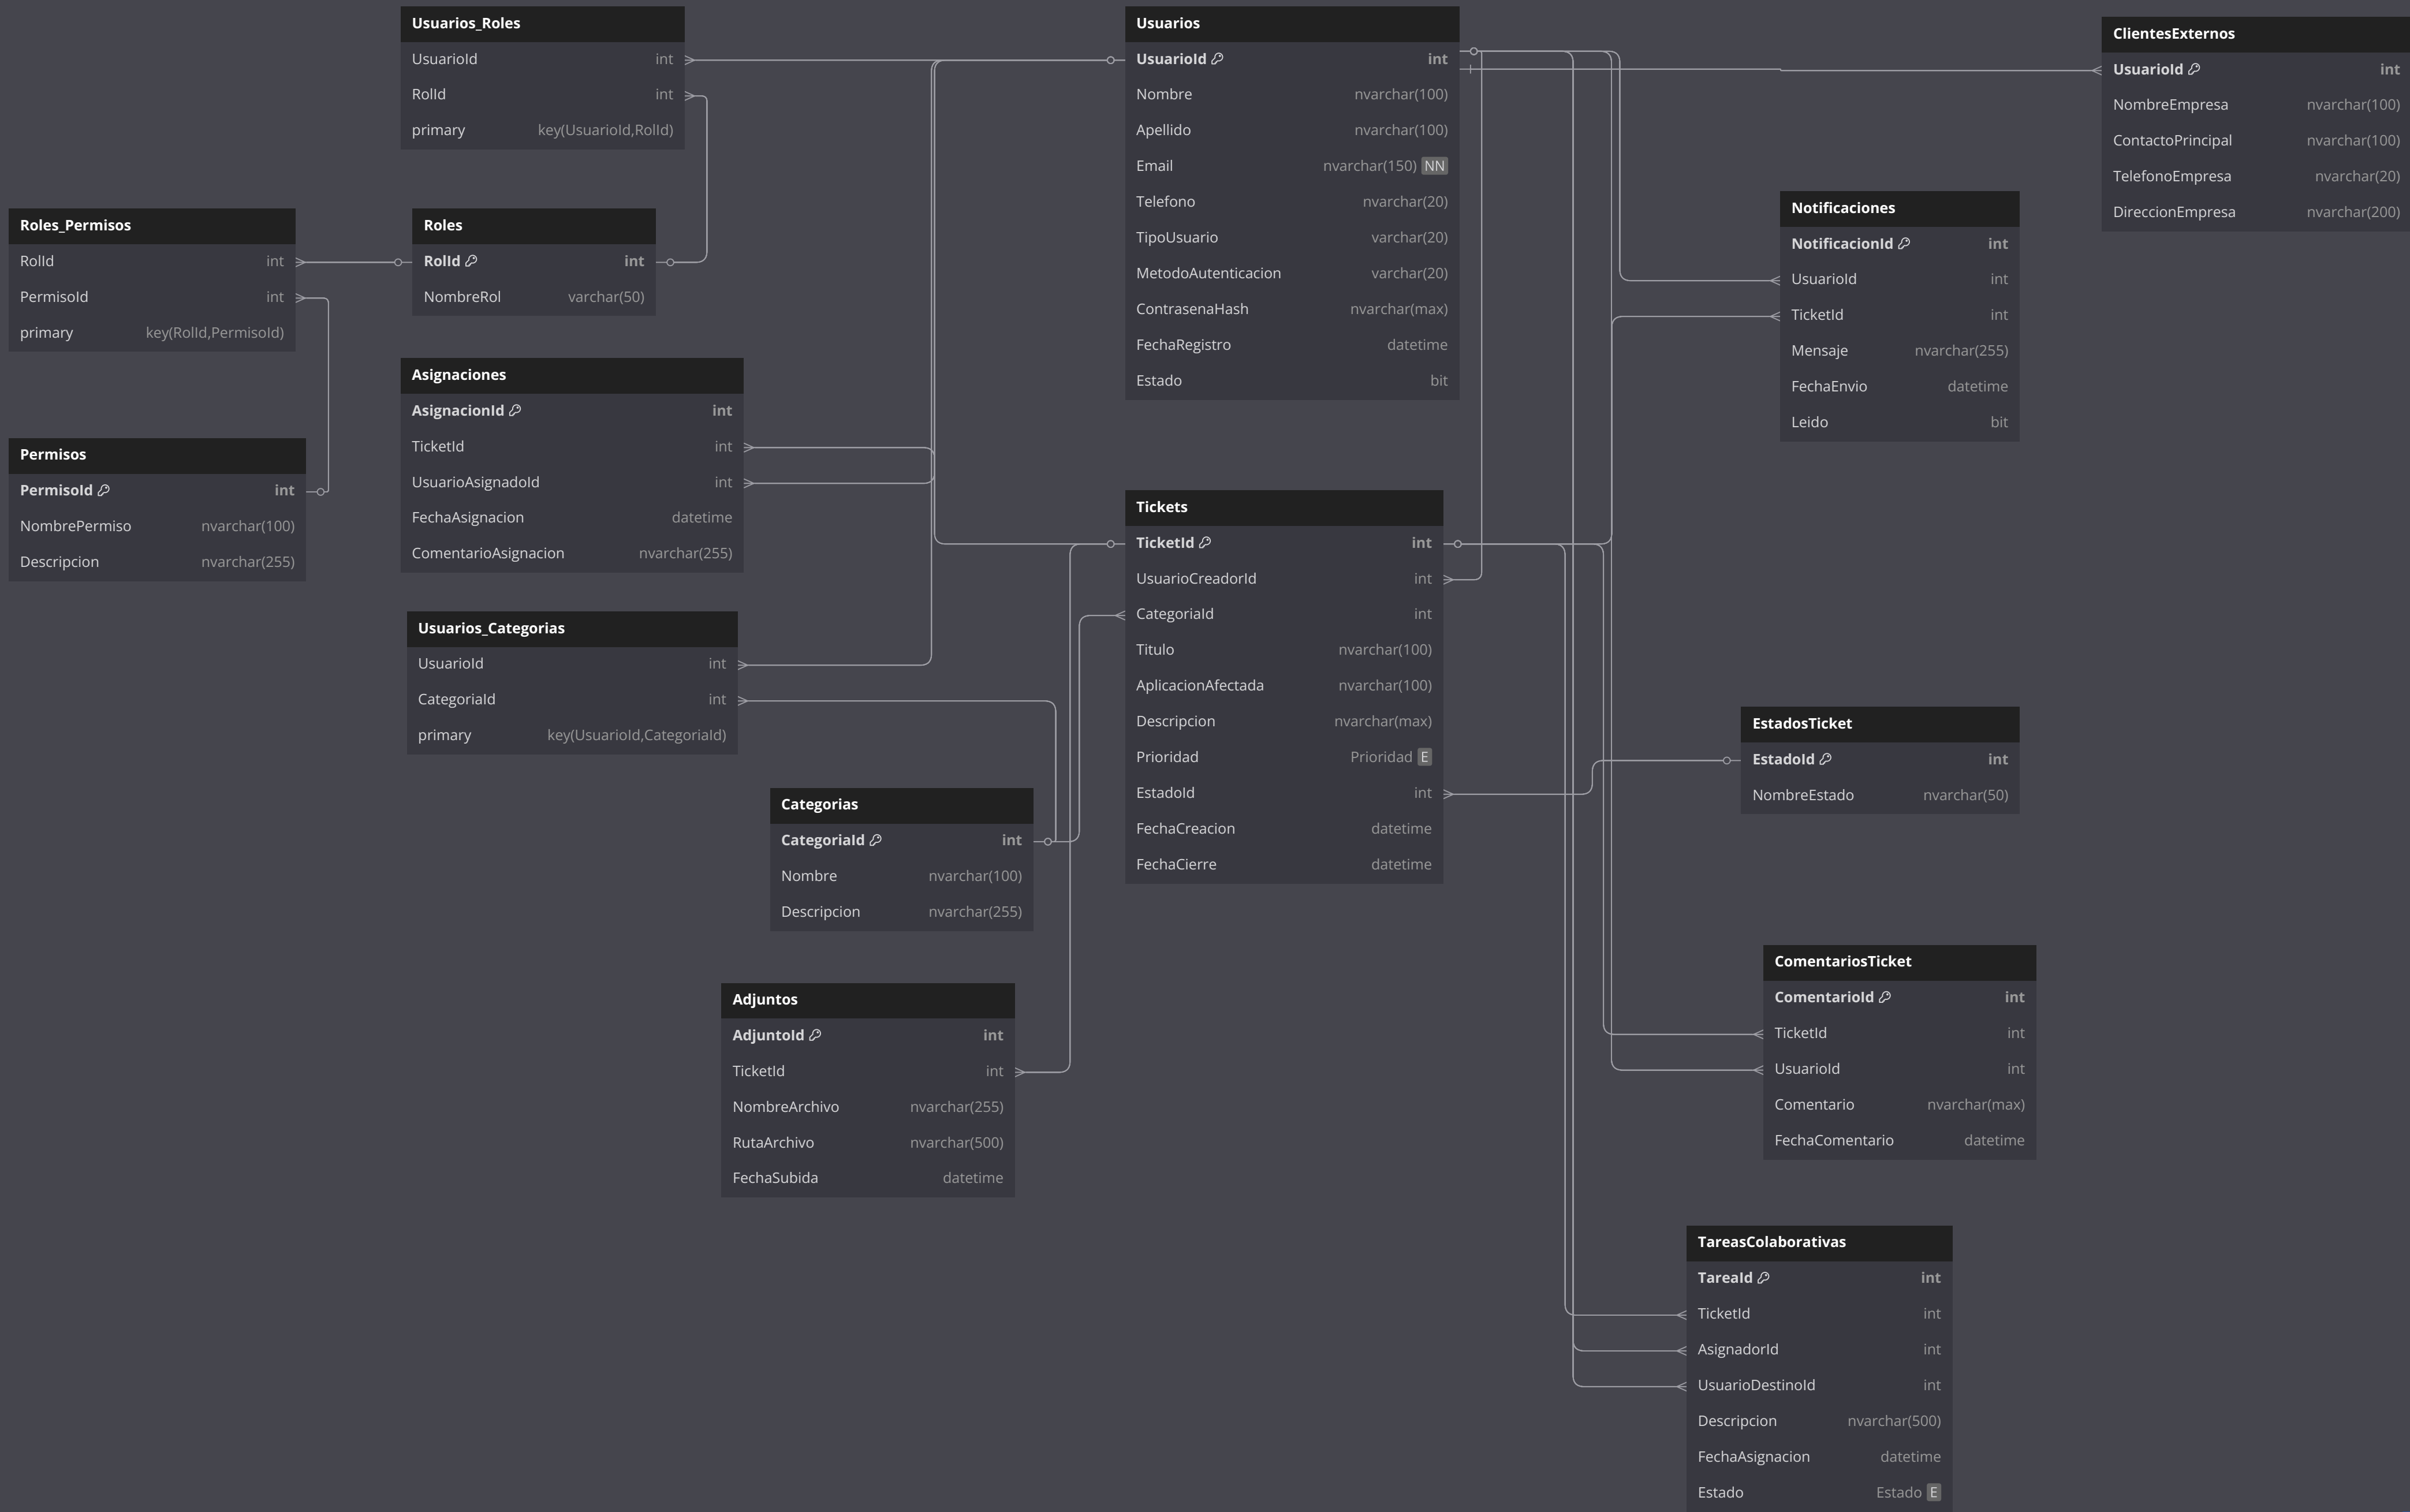 Usuarios_Roles
UsuarioId int
RolId int
primary key(UsuarioId,RolId)
Usuarios
UsuarioId int
Nombre nvarchar(100)
Apellido nvarchar(100)
Email nvarchar(150) NN
Telefono nvarchar(20)
TipoUsuario varchar(20)
MetodoAutenticacion varchar(20)
ContrasenaHash nvarchar(max)
FechaRegistro datetime
Estado bit
ClientesExternos
UsuarioId int
NombreEmpresa nvarchar(100)
ContactoPrincipal nvarchar(100)
TelefonoEmpresa nvarchar(20)
DireccionEmpresa nvarchar(200)
Roles_Permisos
RolId int
PermisoId int
primary key(RolId,PermisoId)
Roles
RolId int
NombreRol varchar(50)
Notificaciones
NotificacionId int
UsuarioId int
TicketId int
Mensaje nvarchar(255)
FechaEnvio datetime
Leido bit
Asignaciones
AsignacionId int
TicketId int
UsuarioAsignadoId int
FechaAsignacion datetime
ComentarioAsignacion nvarchar(255)
Permisos
PermisoId int
NombrePermiso nvarchar(100)
Descripcion nvarchar(255)
Tickets
TicketId int
UsuarioCreadorId int
CategoriaId int
Titulo nvarchar(100)
AplicacionAfectada nvarchar(100)
Descripcion nvarchar(max)
Prioridad Prioridad E
EstadoId int
FechaCreacion datetime
FechaCierre datetime
Usuarios_Categorias
UsuarioId int
CategoriaId int
primary key(UsuarioId,CategoriaId)
EstadosTicket
EstadoId int
NombreEstado nvarchar(50)
Categorias
CategoriaId int
Nombre nvarchar(100)
Descripcion nvarchar(255)
ComentariosTicket
ComentarioId int
TicketId int
UsuarioId int
Comentario nvarchar(max)
FechaComentario datetime
Adjuntos
AdjuntoId int
TicketId int
NombreArchivo nvarchar(255)
RutaArchivo nvarchar(500)
FechaSubida datetime
TareasColaborativas
TareaId int
TicketId int
AsignadorId int
UsuarioDestinoId int
Descripcion nvarchar(500)
FechaAsignacion datetime
Estado Estado E